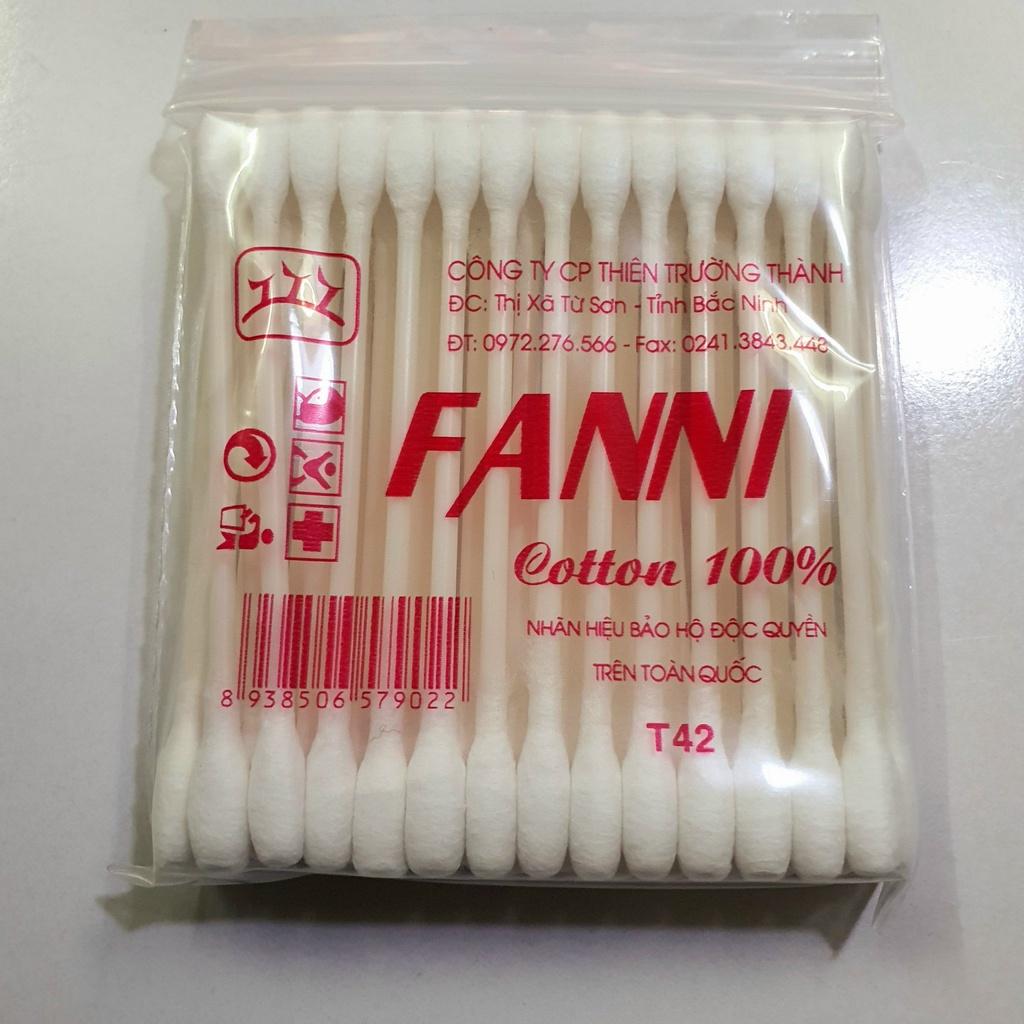 CÔNG TY CP THIÊN TRƯỜNG THÀNH
ĐC: Thị Xã Từ Sơn - Tỉnh Bắc Ninh
ĐT: 0972.276.566 - Fax: 0241.3843.448
FANNI
Cotton 100%
NHÃN HIỆU BẢO HỘ ĐỘC QUYỀN
TRÊN TOÀN QUỐC
8 938506 579022
T42